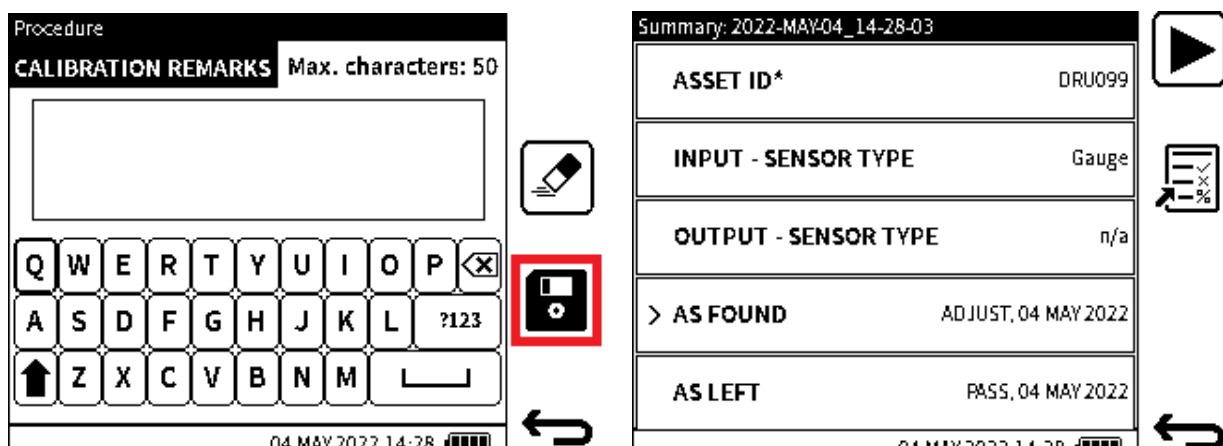 Procedure
CALIBRATION REMARKS Max. characters: 50
Q W E R T Y U I O P
A S D F G H J K L ?123
Z X C V B N M
04 MAY 2022 14:28
Summary: 2022-MAY-04_14-28-03
ASSET ID* DRU099
INPUT - SENSOR TYPE Gauge
OUTPUT - SENSOR TYPE n/a
> AS FOUND ADJUST, 04 MAY 2022
AS LEFT PASS, 04 MAY 2022
04 MAY 2022 14:28